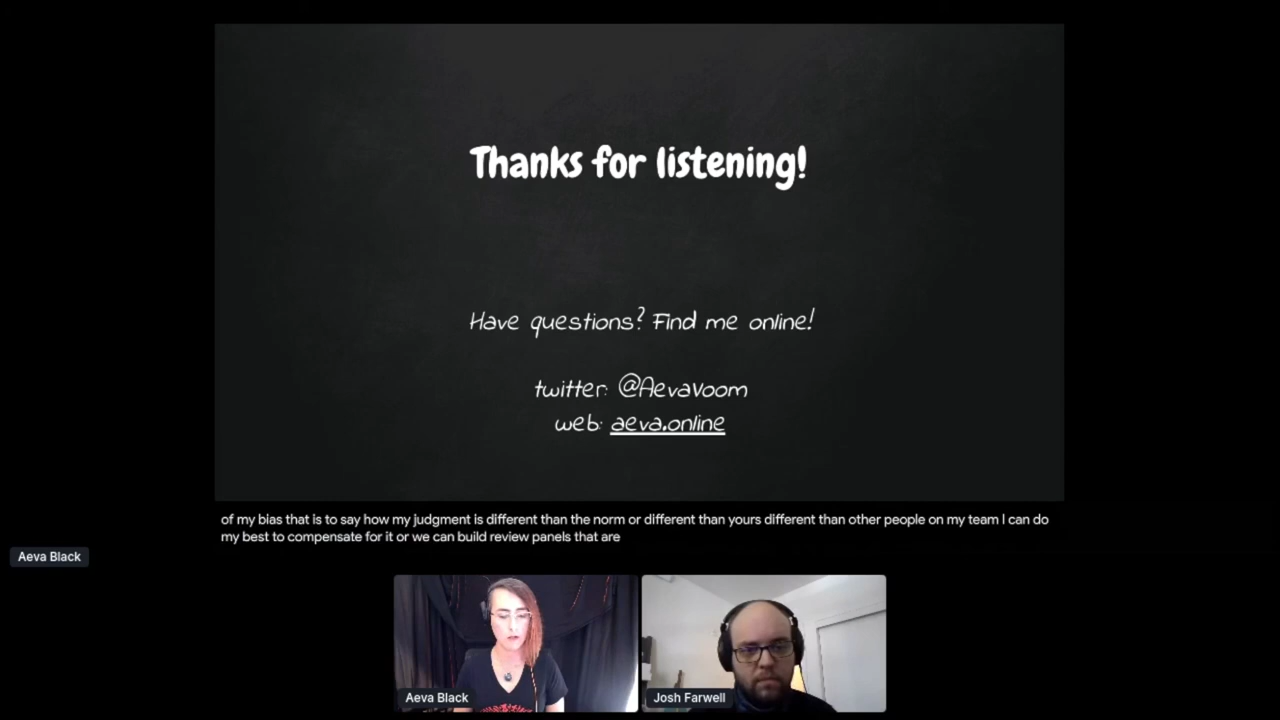 Thanks for listening!
Have questions? Find me online!
twitter: @AevaVoom
web: aeva.online
of my bias that is to say how my judgment is different than the norm or different than yours different than other people on my team I can do
my best to compensate for it or we can build review panels that are
Aeva Black
Aeva Black
Josh Farwell